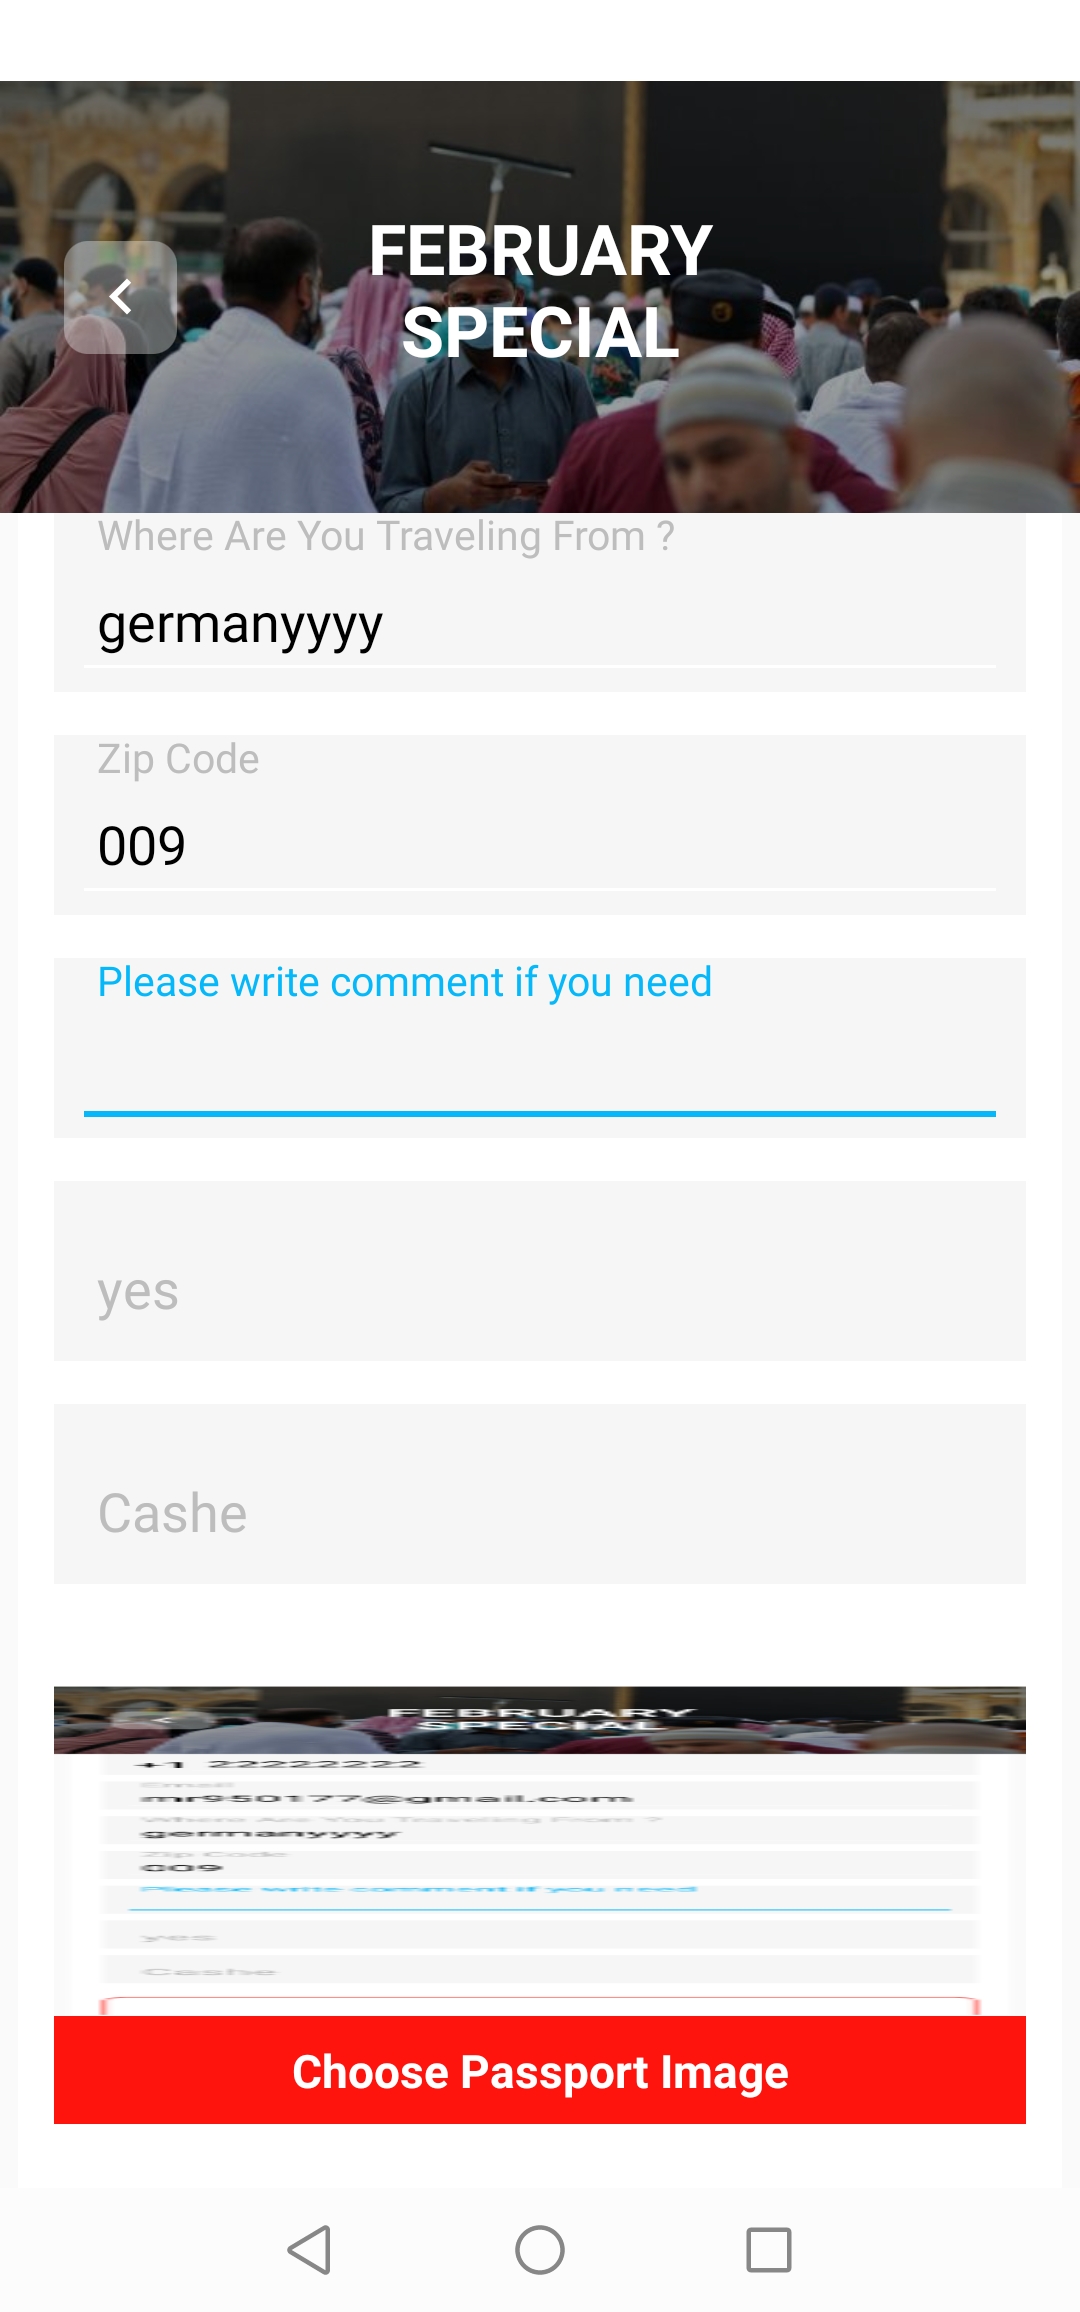 FEBRUARY
SPECIAL
Where Are You Traveling From ?
germanyyyy
Zip Code
009
Please write comment if you need
yes
Cashe
FEBRUARY
SPECIAL
+1 22222222
Email
mr950177@gmail.com
Where Are You Traveling From ?
germanyyyy
Zip Code
009
Please write comment if you need
yes
Cashe
Choose Passport Image